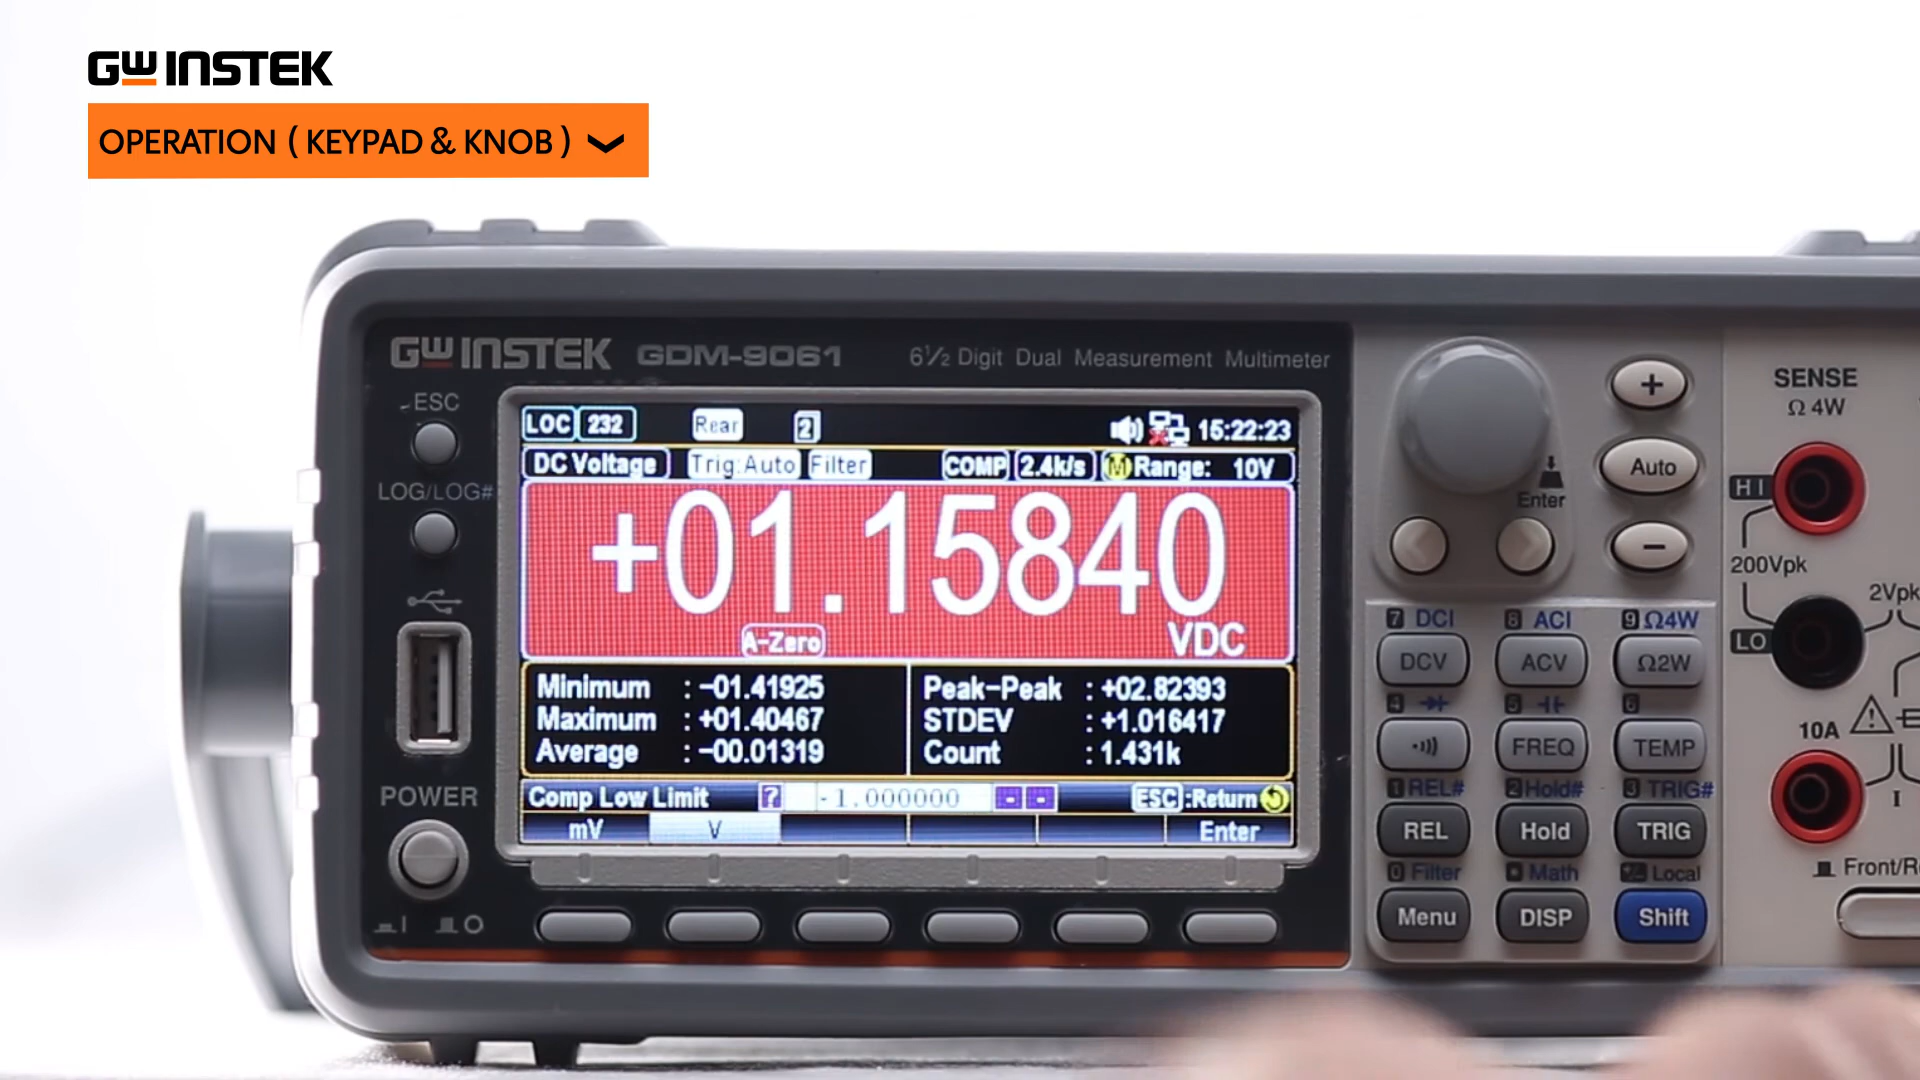 GW INSTEK
OPERATION ( KEYPAD & KNOB )
GW INSTEK GDM-9061 6½ Digit Dual Measurement Multimeter
ESC
LOG/LOG#
POWER
LOC 232 Rear 2 15:22:23
DC Voltage Trig:Auto Filter COMP 2.4k/s M Range: 10V
+01.15840
A-Zero VDC
Minimum : -01.41925 Peak-Peak : +02.82393
Maximum : +01.40467 STDEV : +1.016417
Average : -00.01319 Count : 1.431k
Comp Low Limit ? -1.000000 ESC :Return
mV V Enter
Enter
+
Auto
-
7 DCI 8 ACI 9 Ω4W
DCV ACV Ω2W
4 5 6
FREQ TEMP
1 REL# 2 Hold# 3 TRIG#
REL Hold TRIG
0 Filter Math Local
Menu DISP Shift
SENSE
Ω 4W
HI
200Vpk
2Vpk
LO
10A
I
Front/R